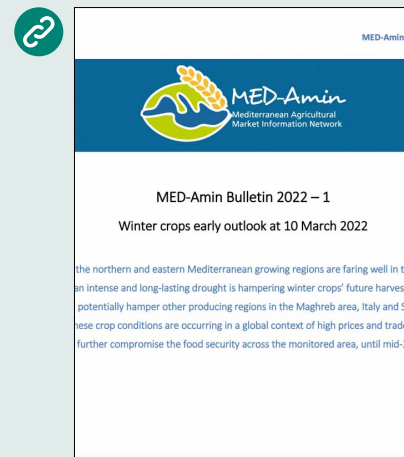 MED-Amin
MED-Amin
Mediterranean Agricultural
Market Information Network
MED-Amin Bulletin 2022 – 1
Winter crops early outlook at 10 March 2022
the northern and eastern Mediterranean growing regions are faring well in
an intense and long-lasting drought is hampering winter crops’ future
potentially hamper other producing regions in the Maghreb area, Italy and
crop conditions are occurring in a global context of high prices and
further compromise the food security across the monitored area, until